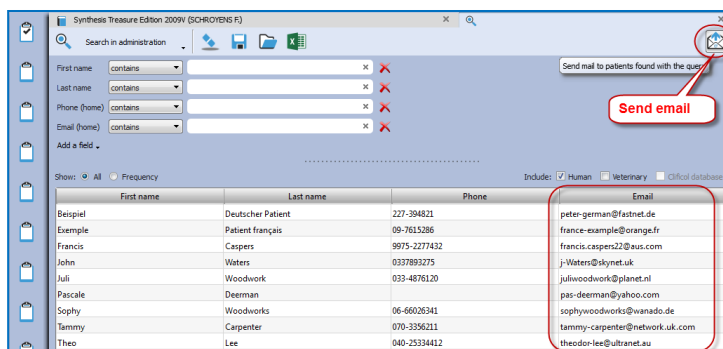 Synthesis Treasure Edition 2009V (SCHROYENS F.)
Search in administration
Send mail to patients found with the query
Send email
First name contains
Last name contains
Phone (home) contains
Email (home) contains
Add a field
Show: All Frequency Include: Human Veterinary Clificol database
First name Last name Phone Email
Beispiel Deutscher Patient 227-394821 peter-german@fastnet.de
Exemple Patient français 09-7615286 france-example@orange.fr
Francis Caspers 9975-2277432 francis.caspers22@aus.com
John Waters 0337893275 j-Waters@skynet.uk
Juli Woodwork 033-4876120 juliwoodwork@planet.nl
Pascale Deerman pas-deerman@yahoo.com
Sophy Woodworks 06-66026341 sophywoodworks@wanado.de
Tammy Carpenter 070-3356211 tammy-carpenter@network.uk.com
Theo Lee 040-25334412 theodor-lee@ultranet.au